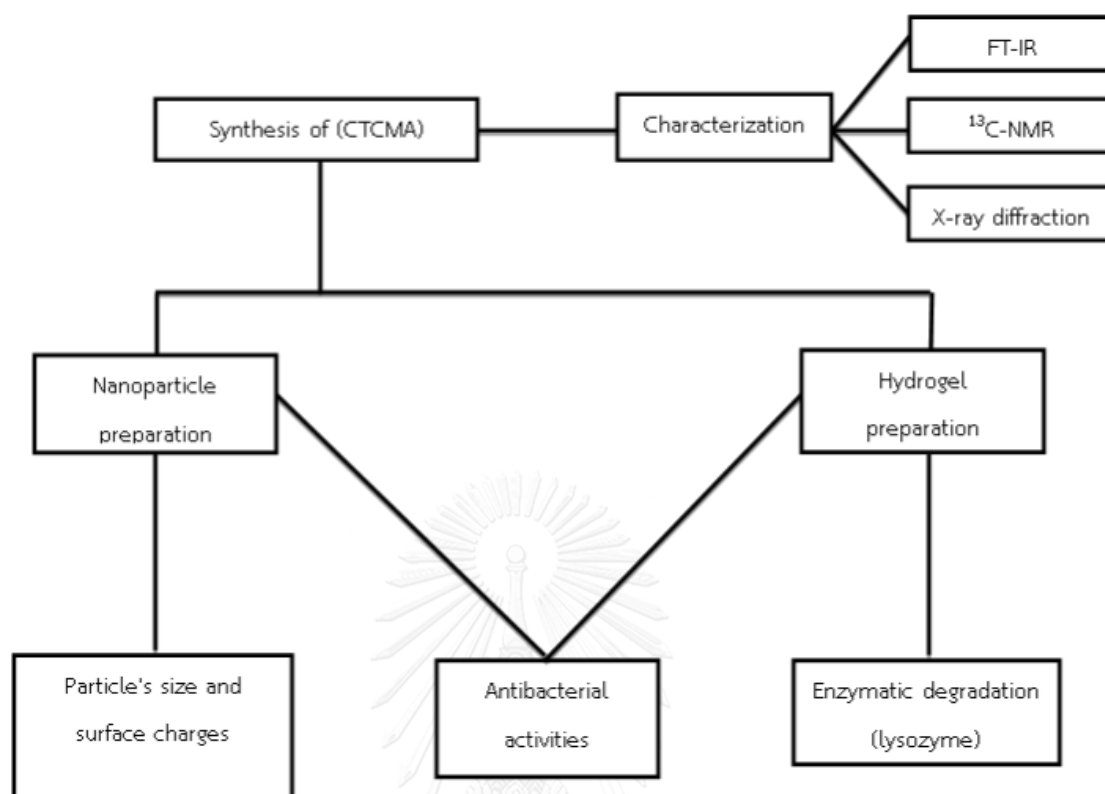 FT-IR
Synthesis of (CTCMA)
Characterization
¹³C-NMR
X-ray diffraction
Nanoparticle
preparation
Hydrogel
preparation
Particle's size and
surface charges
Antibacterial
activities
Enzymatic degradation
(lysozyme)